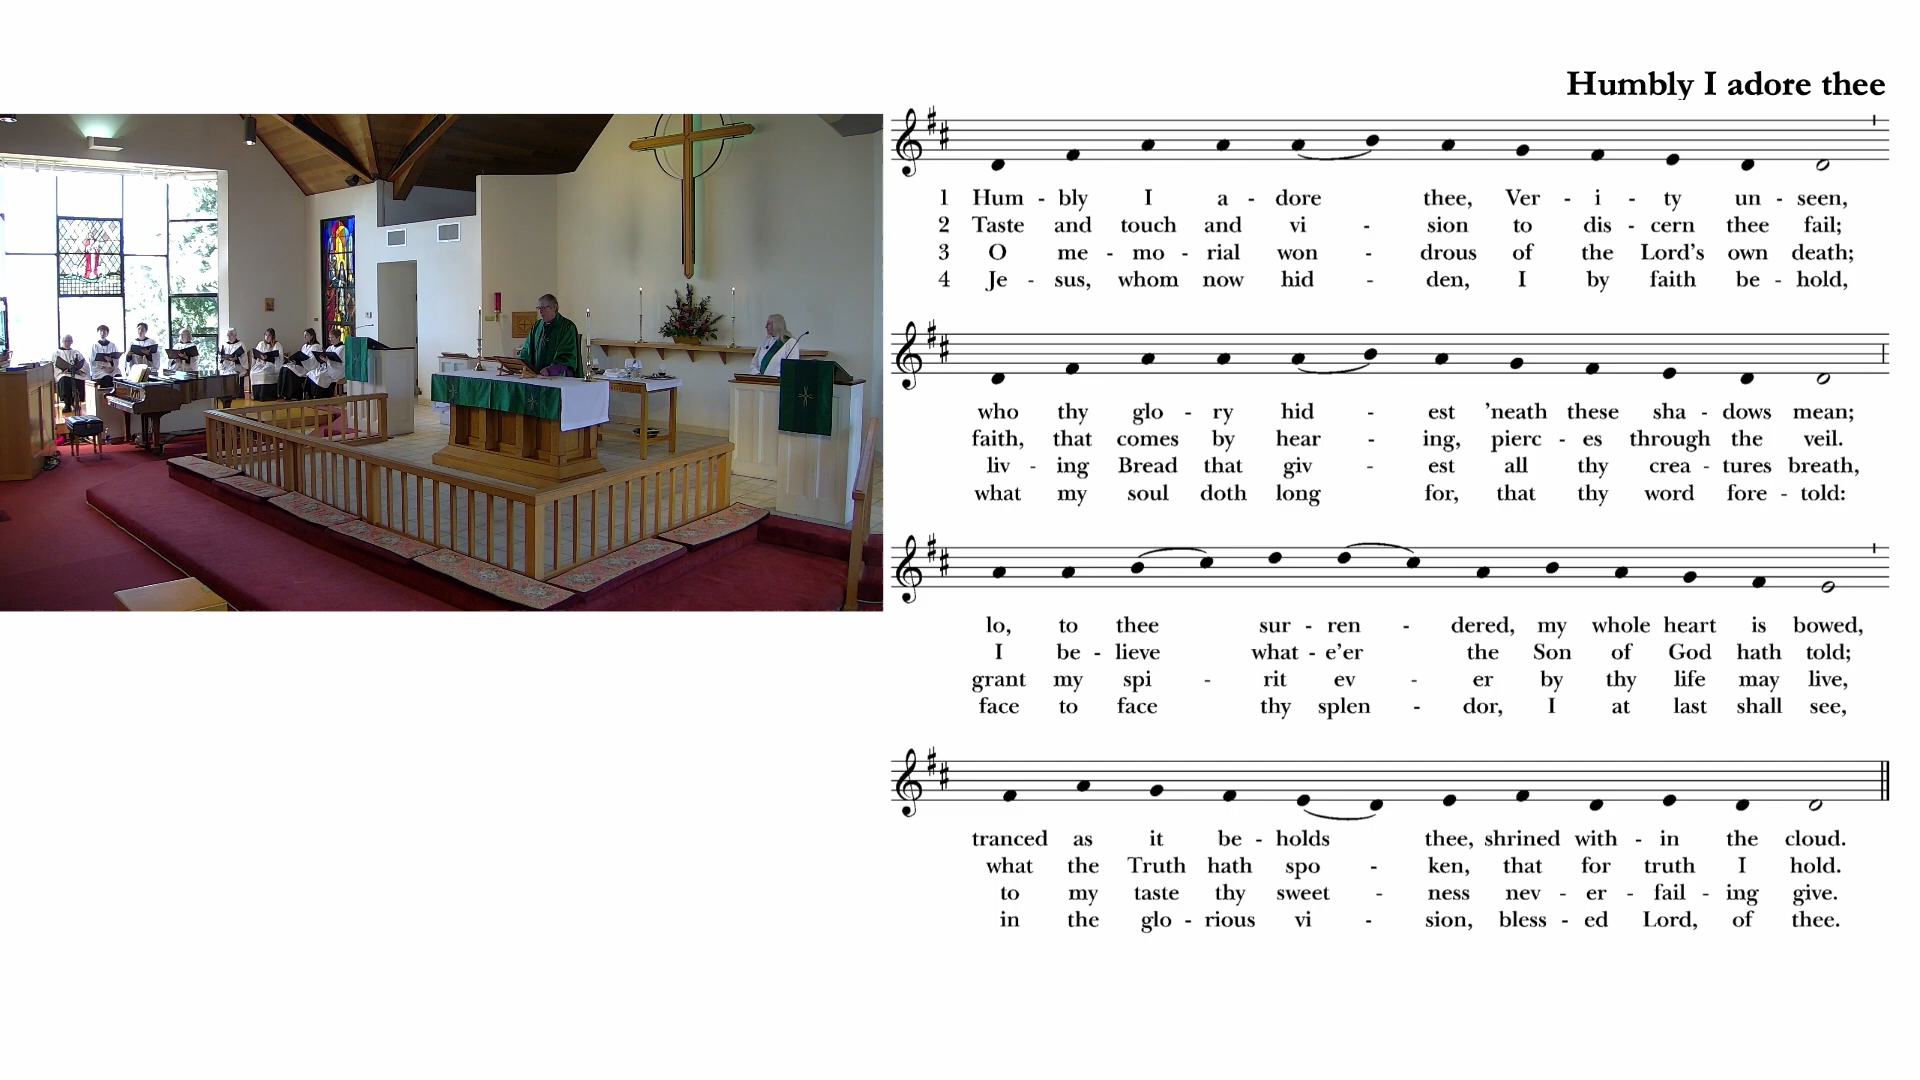 Humbly I adore thee
1 Hum - bly I a - dore thee, Ver - i - ty un - seen,
2 Taste and touch and vi - sion to dis - cern thee fail;
3 O me - mo - rial won - drous of the Lord's own death;
4 Je - sus, whom now hid - den, I by faith be - hold,
who thy glo - ry hid - est 'neath these sha - dows mean;
faith, that comes by hear - ing, pierc - es through the veil.
liv - ing Bread that giv - est all thy crea - tures breath,
what my soul doth long for, that thy word fore - told:
lo, to thee sur - ren - dered, my whole heart is bowed,
I be - lieve what - e'er the Son of God hath told;
grant my spi - rit ev - er by thy life may live,
face to face thy splen - dor, I at last shall see,
tranced as it be - holds thee, shrined with - in the cloud.
what the Truth hath spo - ken, that for truth I hold.
to my taste thy sweet - ness nev - er - fail - ing give.
in the glo - rious vi - sion, bless - ed Lord, of thee.